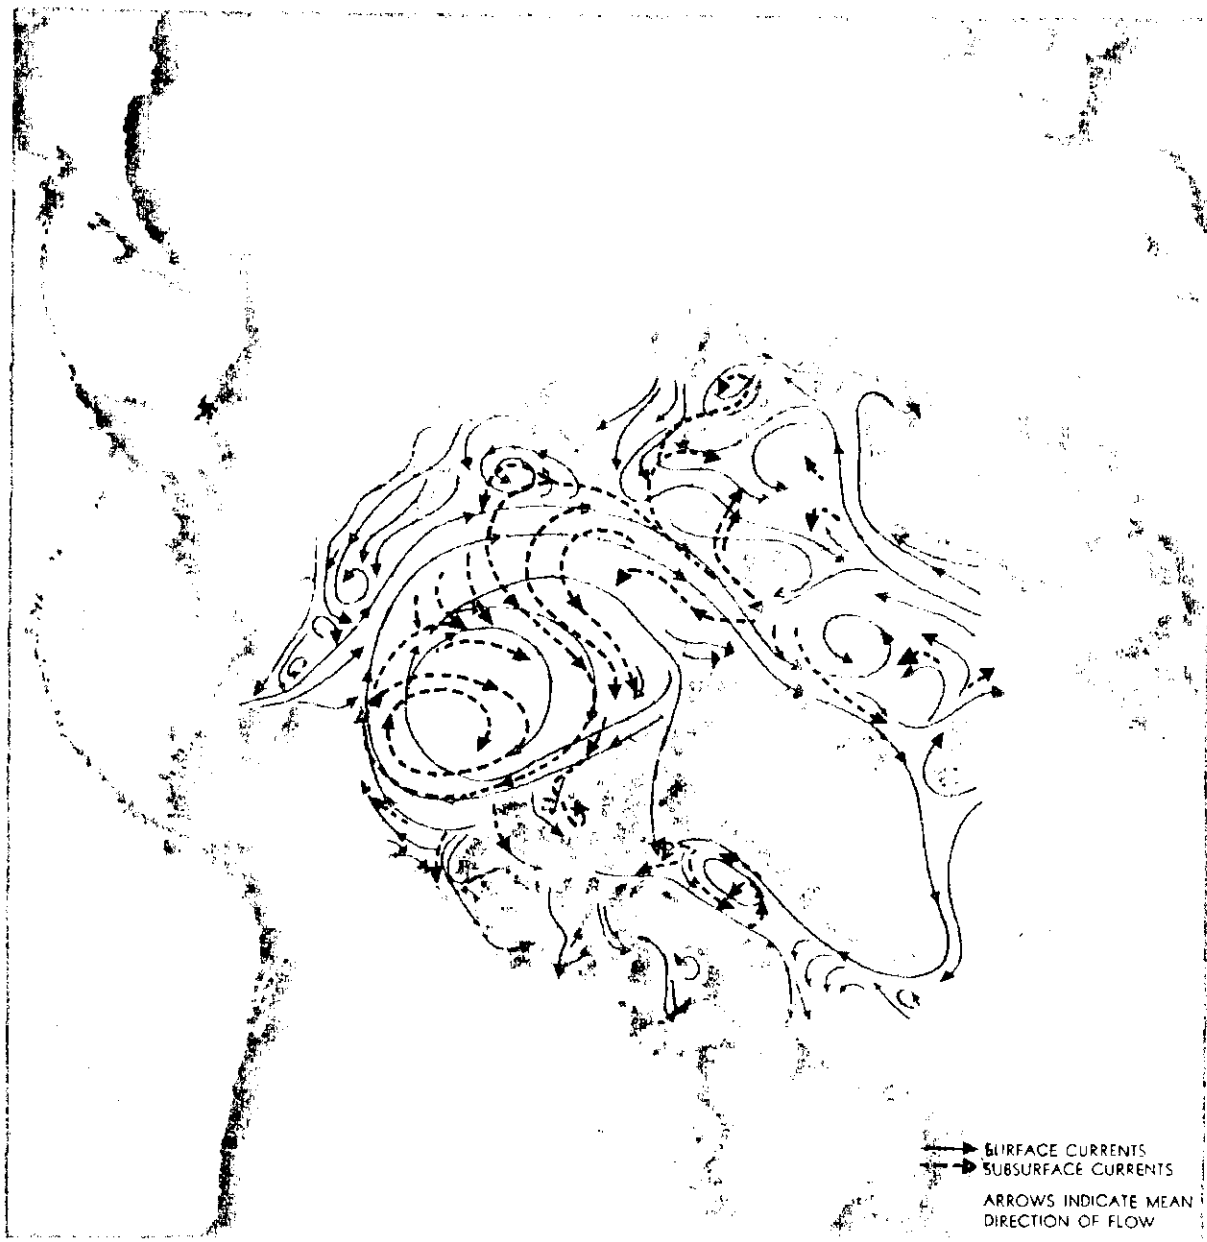 SURFACE CURRENTS
SUBSURFACE CURRENTS
ARROWS INDICATE MEAN
DIRECTION OF FLOW